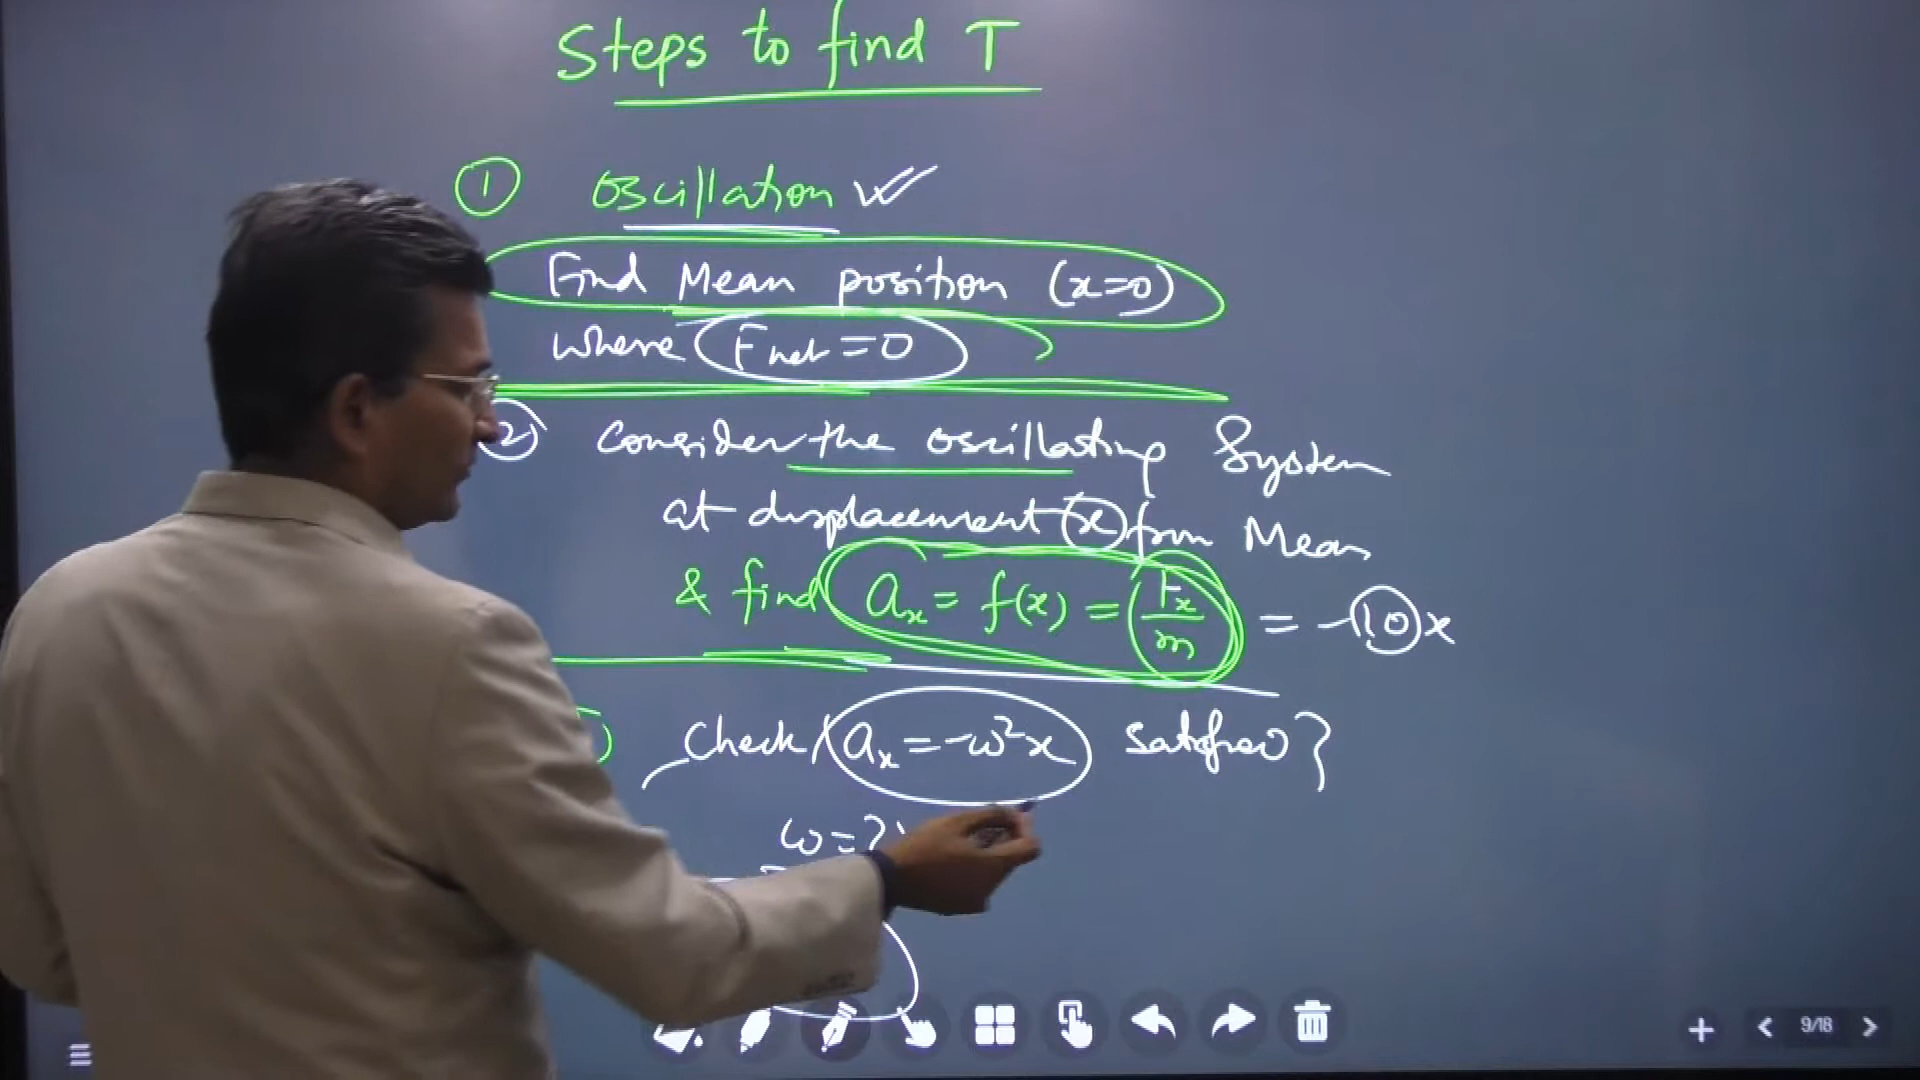 Steps to find T
① Oscillation
Find Mean position (x=0)
where Fnet = 0
② Consider the oscillating System
at displacement x from Mean
& find ax = f(x) = Fx/m = -10x
Check ax = -ω²x
ω = ?
9/18